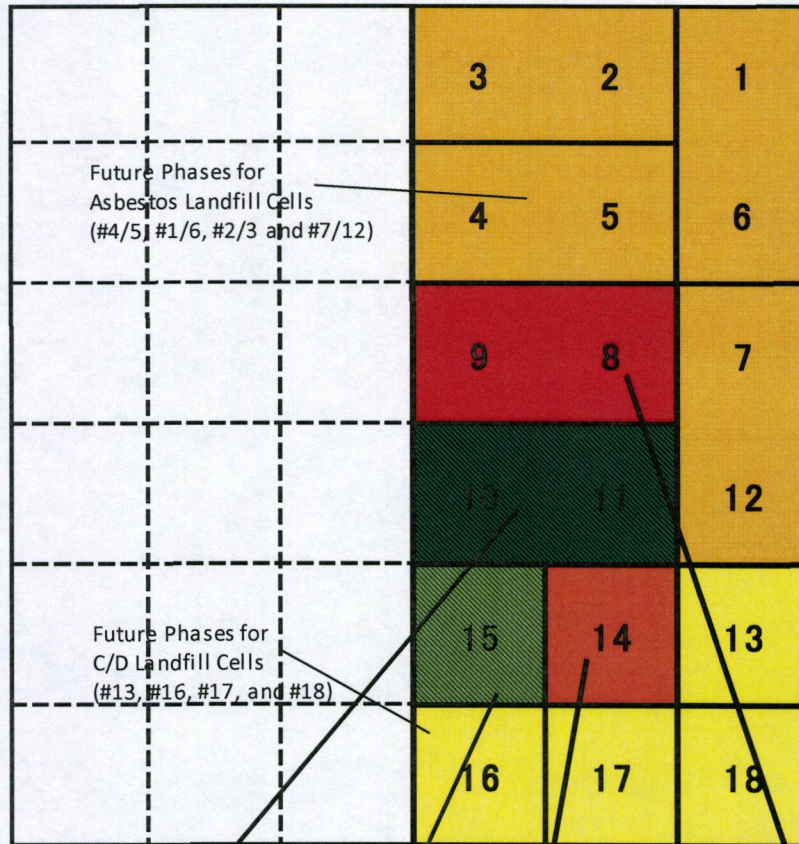 3 2 1
Future Phases for
Asbestos Landfill Cells
(#4/5, #1/6, #2/3 and #7/12)
4 5 6
9 8 7
10 11 12
Future Phases for
C/D Landfill Cells
(#13, #16, #17, and #18)
15 14 13
16 17 18